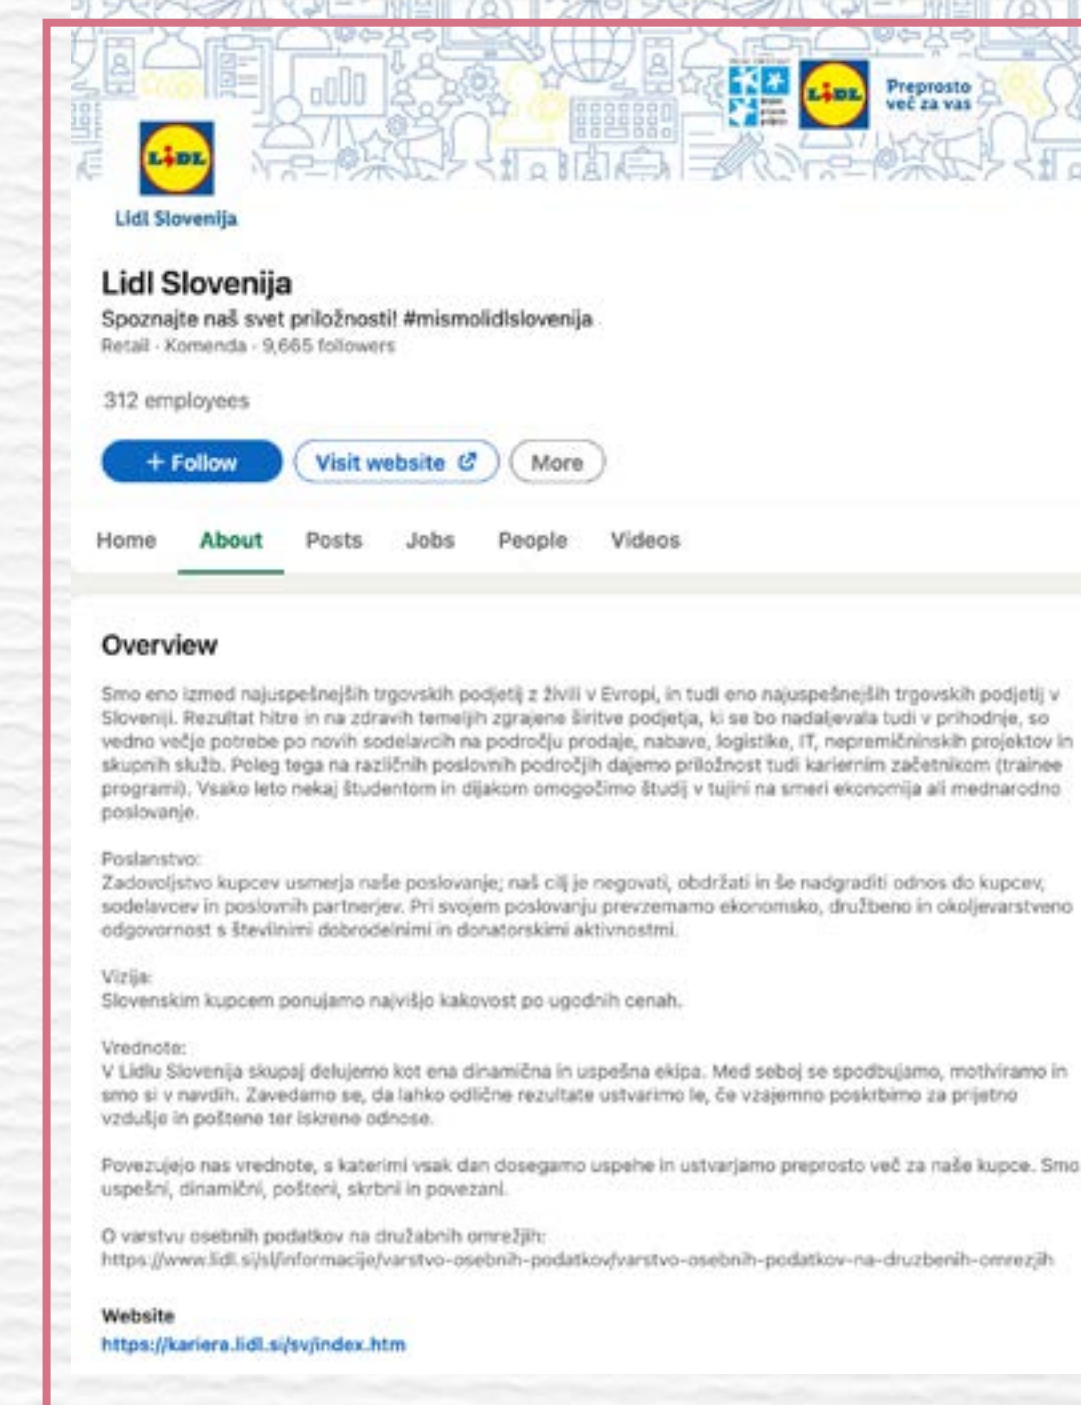 LIDL
Preprosto
več za vas
LIDL
Lidl Slovenija
Lidl Slovenija
Spoznajte naš svet priložnosti! #mismolidlslovenija
Retail · Komenda · 9,665 followers
312 employees
+ Follow
Visit website
More
Home
About
Posts
Jobs
People
Videos
Overview
Smo eno izmed najuspešnejših trgovskih podjetij z živili v Evropi, in tudi eno najuspešnejših trgovskih podjetij v
Sloveniji. Rezultat hitre in na zdravih temeljih zgrajene širitve podjetja, ki se bo nadaljevala tudi v prihodnje, so
vedno večje potrebe po novih sodelavcih na področju prodaje, nabave, logistike, IT, nepremičninskih projektov in
skupnih služb. Poleg tega na različnih poslovnih področjih dajemo priložnost tudi kariernim začetnikom (trainee
programi). Vsako leto nekaj študentom in dijakom omogočimo študij v tujini na smeri ekonomija ali mednarodno
poslovanje.
Poslanstvo:
Zadovoljstvo kupcev usmerja naše poslovanje; naš cilj je negovati, obdržati in še nadgraditi odnos do kupcev,
sodelavcev in poslovnih partnerjev. Pri svojem poslovanju prevzemamo ekonomsko, družbeno in okoljevarstveno
odgovornost s številnimi dobrodelnimi in donatorskimi aktivnostmi.
Vizija:
Slovenskim kupcem ponujamo najvišjo kakovost po ugodnih cenah.
Vrednote:
V Lidlu Slovenija skupaj delujemo kot ena dinamična in uspešna ekipa. Med seboj se spodbujamo, motiviramo in
smo si v navdih. Zavedamo se, da lahko odlične rezultate ustvarimo le, če vzajemno poskrbimo za prijetno
vzdušje in poštene ter iskrene odnose.
Povezujejo nas vrednote, s katerimi vsak dan dosegamo uspehe in ustvarjamo preprosto več za naše kupce. Smo
uspešni, dinamični, pošteni, skrbni in povezani.
O varstvu osebnih podatkov na družabnih omrežjih:
https://www.lidl.si/sl/informacije/varstvo-osebnih-podatkov/varstvo-osebnih-podatkov-na-druzbenih-omrezjih
Website
https://kariera.lidl.si/sv/index.htm